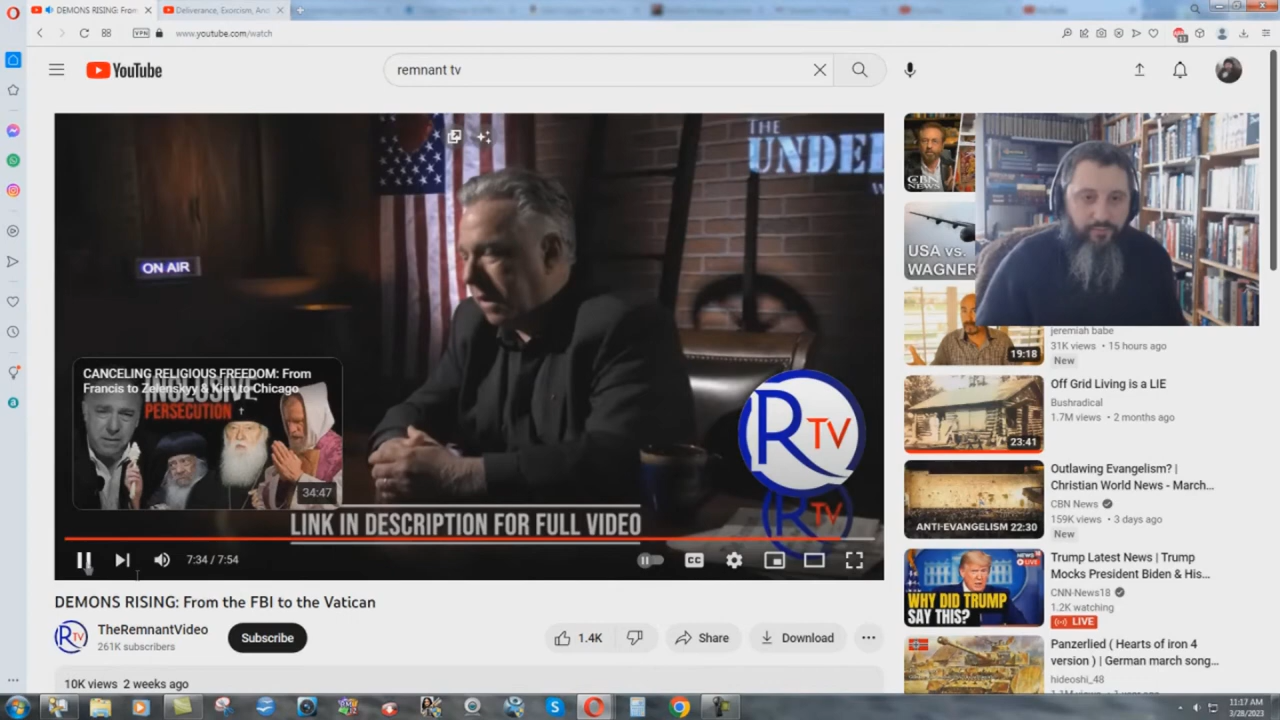 DEMONS RISING: From
Deliverance, Exorcism, And
VPN
www.youtube.com/watch
YouTube
remnant tv
THE
UNDE
ON AIR
CANCELING RELIGIOUS FREEDOM: From
Francis to Zelenskyy & Kiev to Chicago
INCLUSIVE
PERSECUTION
34:47
RTV
RTV
LINK IN DESCRIPTION FOR FULL VIDEO
7:34 / 7:54
CC
DEMONS RISING: From the FBI to the Vatican
RTV
TheRemnantVideo
261K subscribers
Subscribe
1.4K
Share
Download
10K views 2 weeks ago
CBN
NEWS
USA vs.
WAGNER
19:18
jeremiah babe
31K views • 15 hours ago
New
23:41
Off Grid Living is a LIE
Bushradical
1.7M views • 2 months ago
ANTI-EVANGELISM 22:30
Outlawing Evangelism? |
Christian World News - March...
CBN News
159K views • 3 days ago
New
NEWS
LIVE
WHY DID TRUMP
SAY THIS?
Trump Latest News | Trump
Mocks President Biden & His...
CNN-News18
1.2K watching
LIVE
Panzerlied ( Hearts of iron 4
version ) | German march song...
hideoshi_48
11:17 AM
3/28/2023